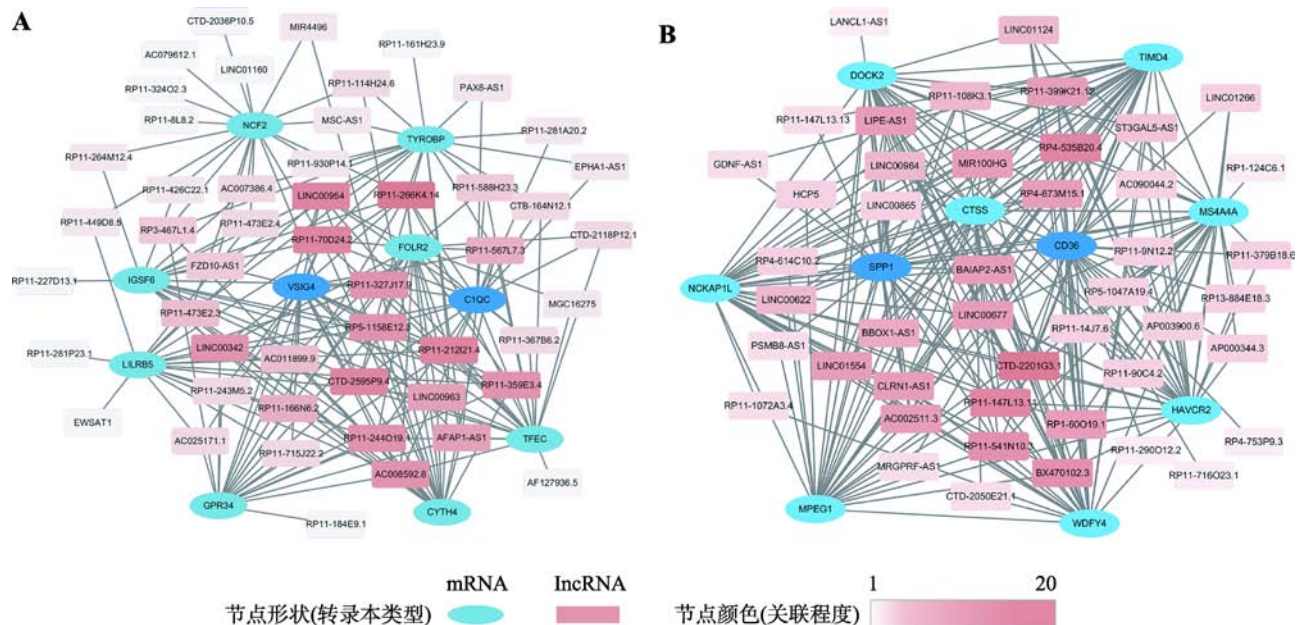 A
CTD-2036P10.5
MIR4496
AC079612.1
RP11-161H23.9
LINC01160
RP11-324O2.3
RP11-114H24.6
PAX8-AS1
RP11-8L8.2
NCF2
MSC-AS1
TYROBP
RP11-281A20.2
RP11-264M12.4
RP11-930P14.1
EPHA1-AS1
RP11-426C22.1
AC007386.4
LINC00954
RP11-266K4.14
RP11-588H23.3
CTB-164N12.1
RP11-449D8.5
RP3-467L1.4
RP11-473E2.4
RP11-70D24.2
FOLR2
RP11-567L7.3
CTD-2118P12.1
FZD10-AS1
RP11-227D13.1
IGSF6
VSIG4
RP11-327J17.9
C1QC
MGC16275
RP11-473E2.3
RP5-1158E12.3
RP11-367B6.2
LINC00342
AC011899.9
RP11-212I21.4
RP11-281P23.1
LILRB5
RP11-243M5.2
CTD-2595P9.4
LINC00963
RP11-359E3.4
EWSAT1
RP11-166N6.2
AC025171.1
RP11-244O19.1
AFAP1-AS1
TFEC
RP11-715J22.2
AC008592.8
AF127936.5
GPR34
CYTH4
RP11-184E9.1
B
LANCL1-AS1
LINC01124
TIMD4
DOCK2
RP11-108K3.1
RP11-399K21.12
LINC01266
RP11-147L13.13
LIPE-AS1
ST3GAL5-AS1
RP4-535B20.4
GDNF-AS1
LINC00964
MIR100HG
RP1-124C6.1
HCP5
RP4-673M15.1
AC090044.2
LINC00865
CTSS
MS4A4A
RP4-614C10.2
SPP1
CD36
RP11-9N12.2
RP11-379B18.6
BAIAP2-AS1
NCKAP1L
LINC00622
RP5-1047A19.4
RP13-884E18.3
LINC00677
BBOX1-AS1
RP11-14J7.6
AP003900.6
PSMB8-AS1
AP000344.3
LINC01554
CTD-2201G3.1
RP11-90C4.2
CLRN1-AS1
RP11-1072A3.4
RP11-147L13.11
HAVCR2
AC002511.3
RP1-60O19.1
RP11-541N10.3
RP4-753P9.3
RP11-290O12.2
MRGPRF-AS1
BX470102.3
RP11-716O23.1
CTD-2050E21.1
MPEG1
WDFY4
mRNA
lncRNA
1
20
节点形状(转录本类型)
节点颜色(关联程度)